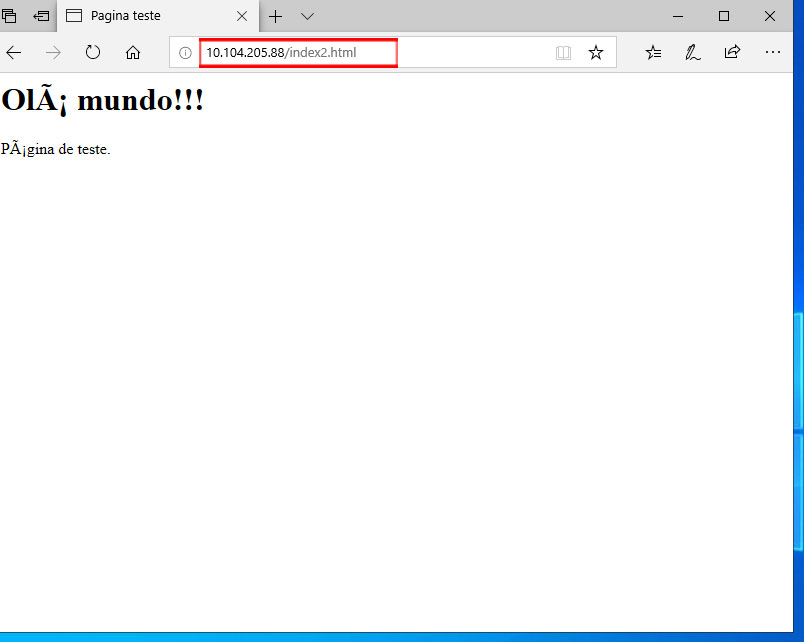 Pagina teste
10.104.205.88/index2.html
OlÃ¡ mundo!!!
PÃ¡gina de teste.